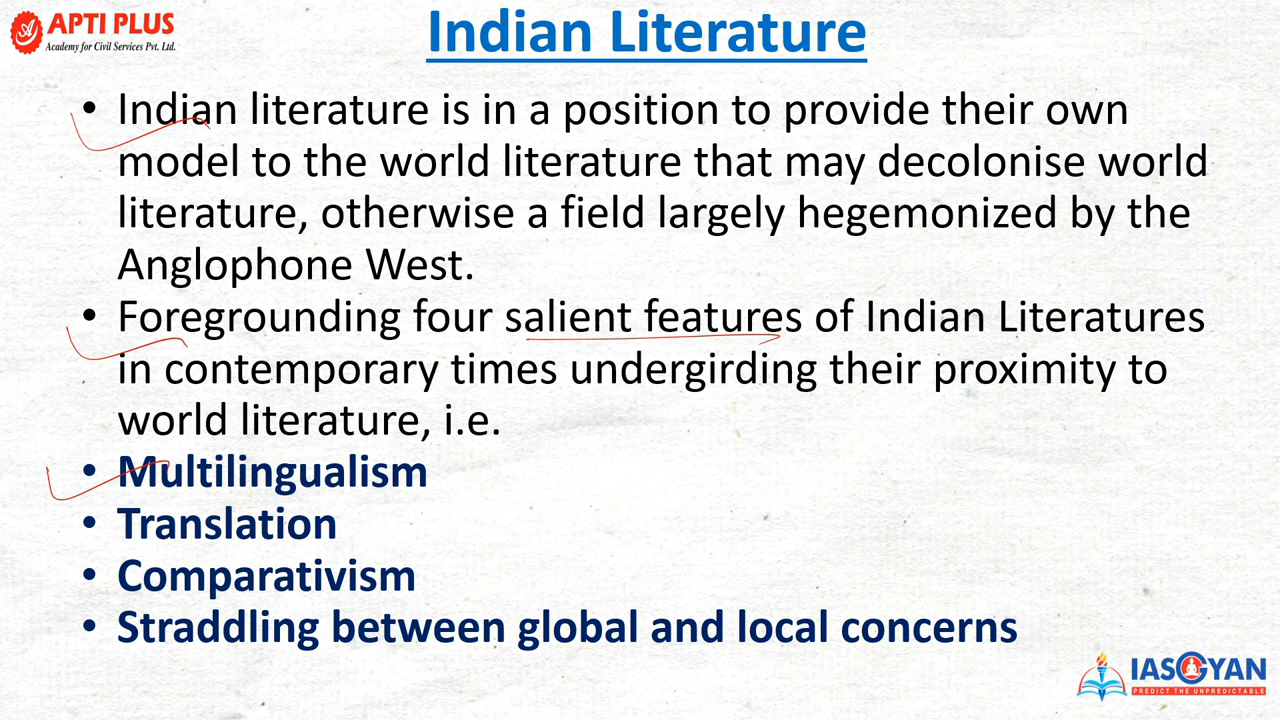 APTI PLUS
Academy for Civil Services Pvt. Ltd.
Indian Literature
• Indian literature is in a position to provide their own
model to the world literature that may decolonise world
literature, otherwise a field largely hegemonized by the
Anglophone West.
• Foregrounding four salient features of Indian Literatures
in contemporary times undergirding their proximity to
world literature, i.e.
• Multilingualism
• Translation
• Comparativism
• Straddling between global and local concerns
IASGYAN
PREDICT THE UNPREDICTABLE